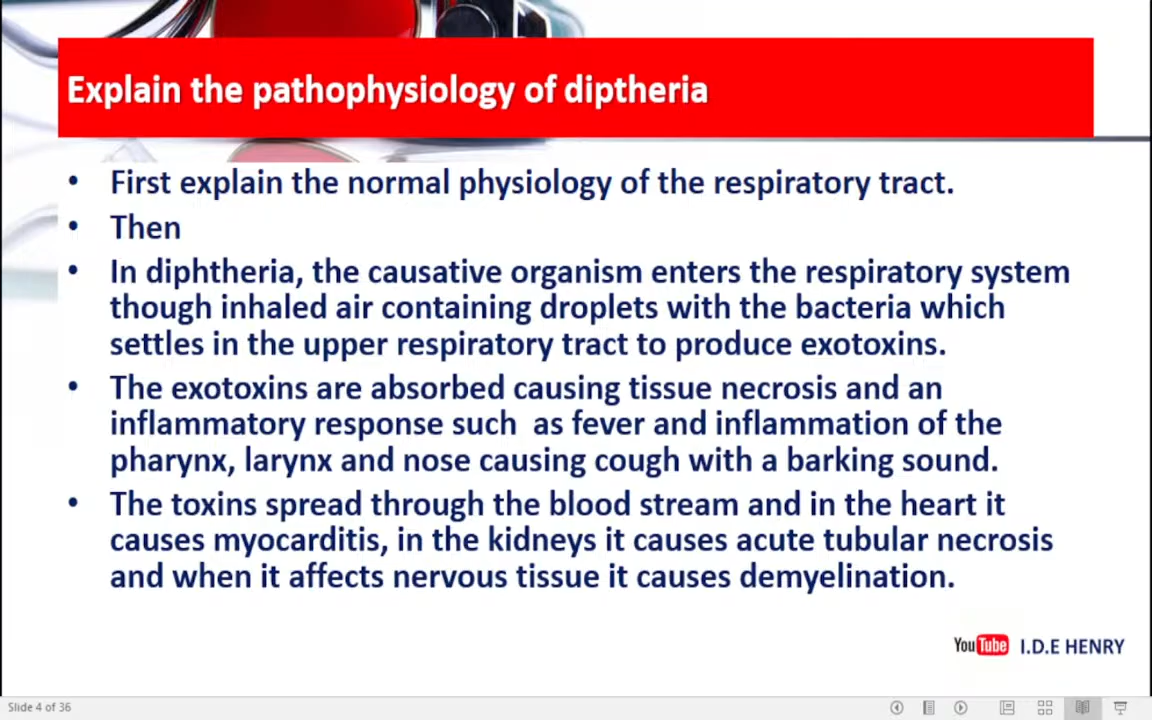 Explain the pathophysiology of diptheria
• First explain the normal physiology of the respiratory tract.
• Then
• In diphtheria, the causative organism enters the respiratory system
though inhaled air containing droplets with the bacteria which
settles in the upper respiratory tract to produce exotoxins.
• The exotoxins are absorbed causing tissue necrosis and an
inflammatory response such  as fever and inflammation of the
pharynx, larynx and nose causing cough with a barking sound.
• The toxins spread through the blood stream and in the heart it
causes myocarditis, in the kidneys it causes acute tubular necrosis
and when it affects nervous tissue it causes demyelination.
YouTube I.D.E HENRY
Slide 4 of 36